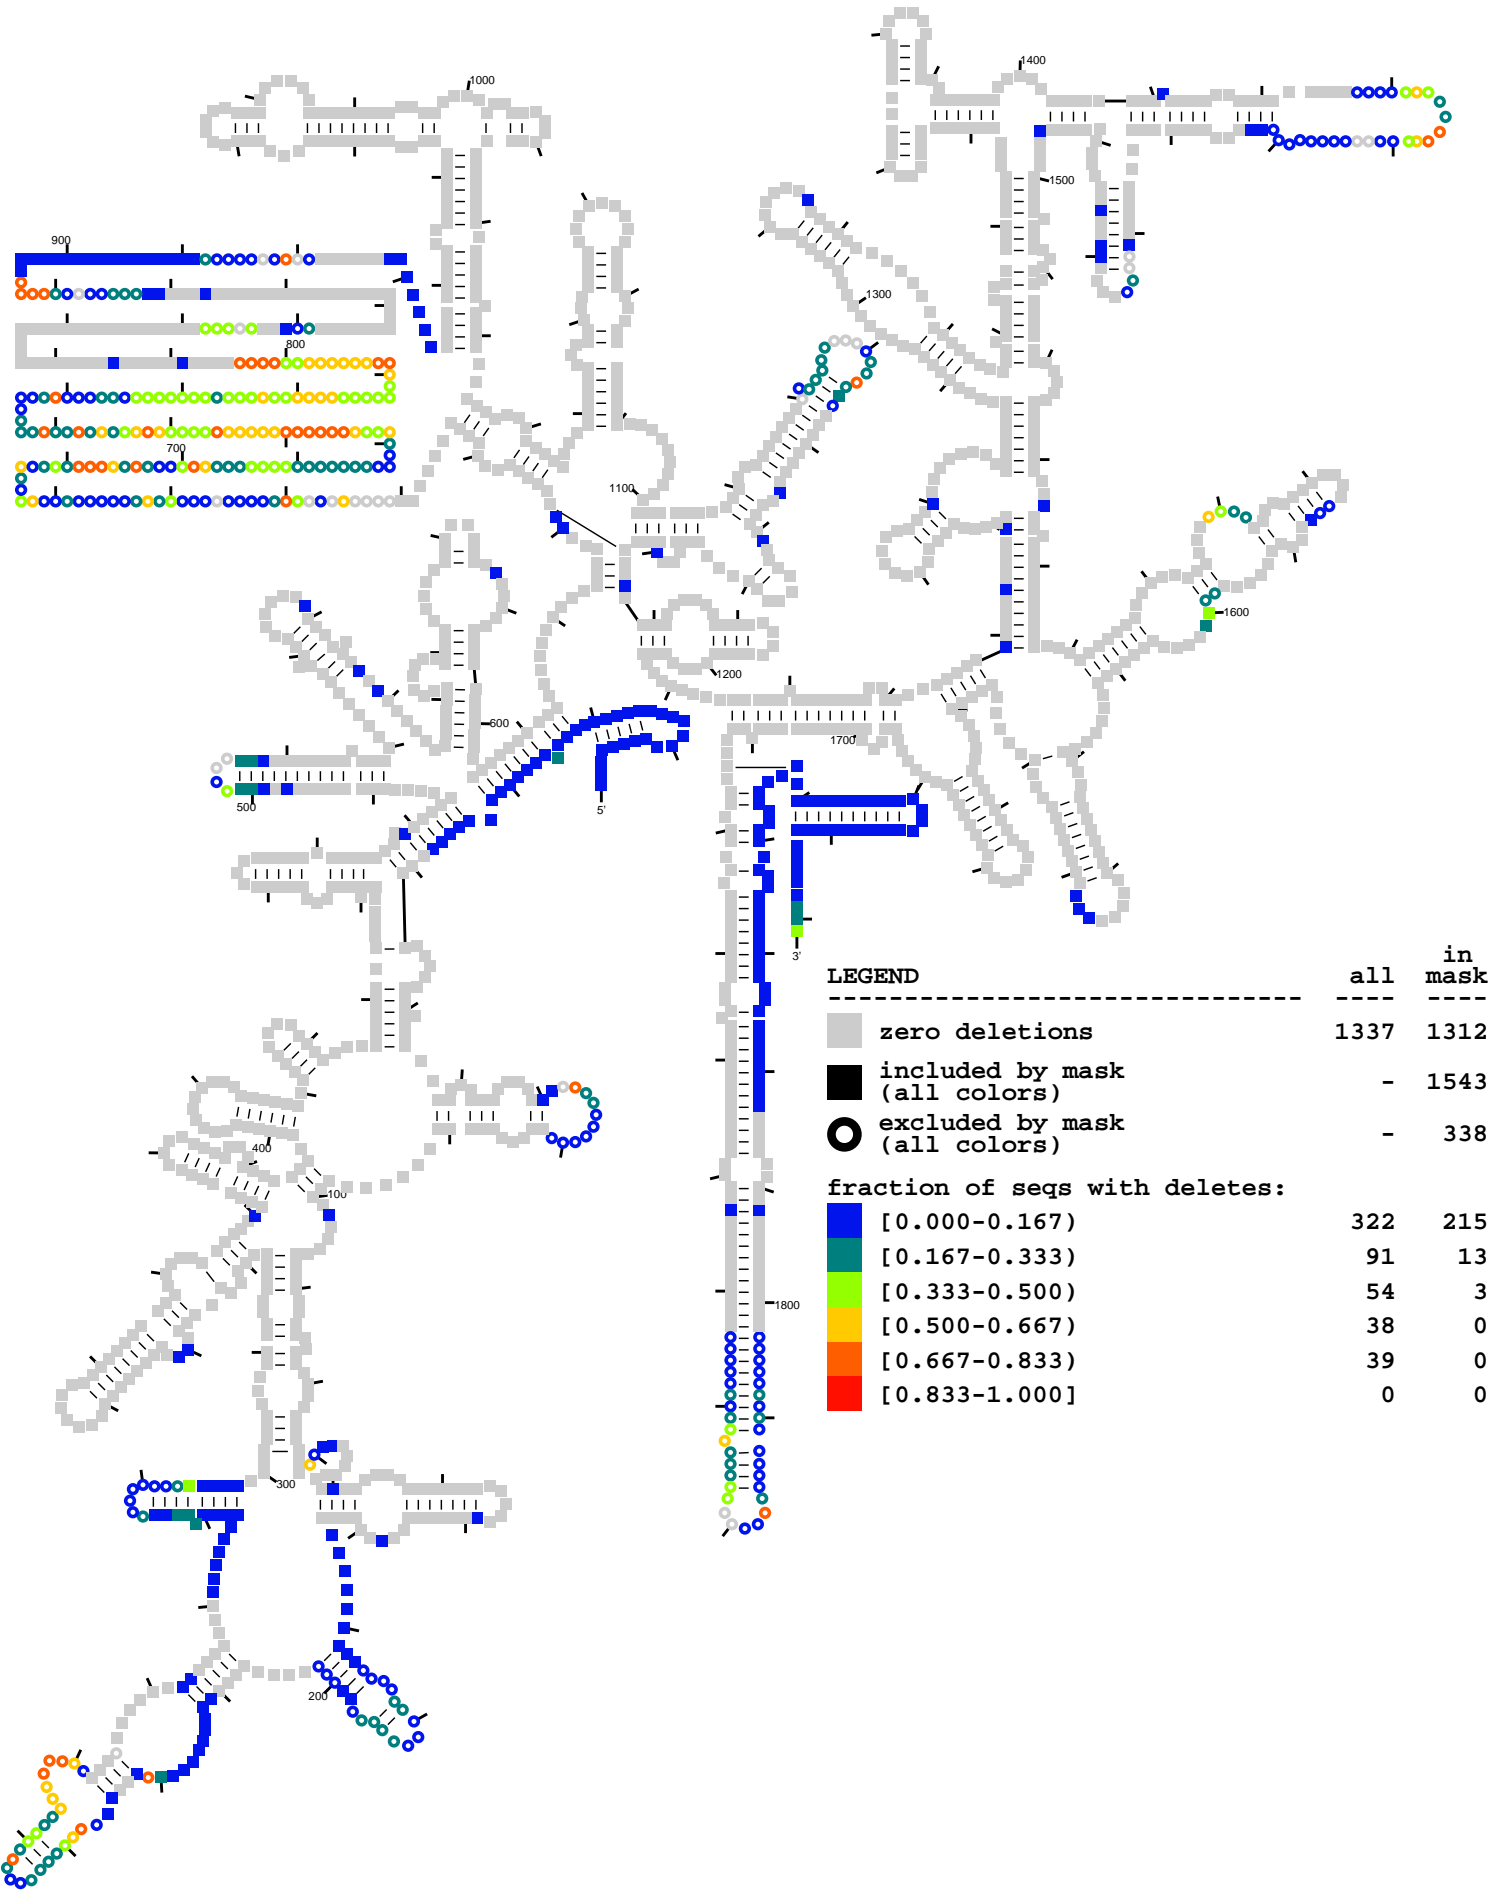 1000
1400
1500
900
1300
800
700
1100
1600
1200
600
1700
500
5'
3'
in
LEGEND all mask
-------------------------------- ---- ----
zero deletions 1337 1312
included by mask
(all colors) - 1543
excluded by mask
(all colors) - 338
400
fraction of seqs with deletes:
100
[0.000-0.167) 322 215
[0.167-0.333) 91 13
[0.333-0.500) 54 3
1800
[0.500-0.667) 38 0
[0.667-0.833) 39 0
[0.833-1.000] 0 0
300
200